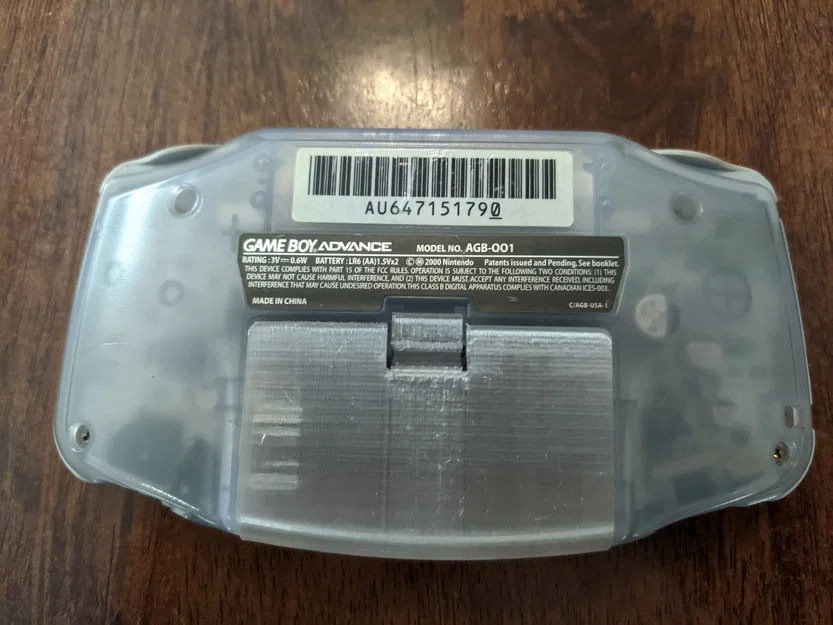 AU647151790
GAME BOY ADVANCE MODEL NO. AGB-001
RATING : 3V⎓0.6W BATTERY : LR6 (AA)1.5Vx2 ©Ⓜ2000 Nintendo Patents issued and Pending, See booklet.
THIS DEVICE COMPLIES WITH PART 15 OF THE FCC RULES. OPERATION IS SUBJECT TO THE FOLLOWING TWO CONDITIONS: (1) THIS
DEVICE MAY NOT CAUSE HARMFUL INTERFERENCE, AND (2) THIS DEVICE MUST ACCEPT ANY INTERFERENCE RECEIVED, INCLUDING
INTERFERENCE THAT MAY CAUSE UNDESIRED OPERATION.THIS CLASS B DIGITAL APPARATUS COMPLIES WITH CANADIAN ICES-003.
MADE IN CHINA C/AGB-USA-1